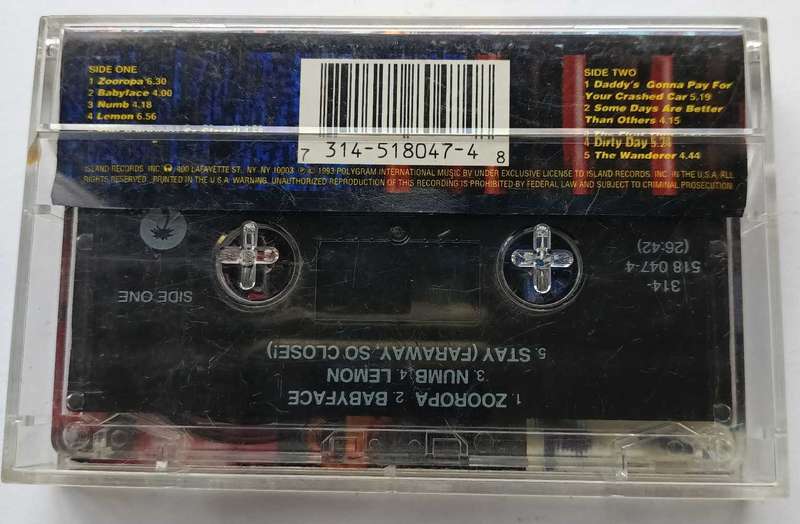 SIDE ONE
1 Zooropa 6.30
2 Babyface 4.00
3 Numb 4.18
4 Lemon 6.56
7 314-518047-4 8
SIDE TWO
1 Daddy's Gonna Pay For
Your Crashed Car 5.19
2 Some Days Are Better
Than Others 4.15
4 Dirty Day 5.24
5 The Wanderer 4.44
ISLAND RECORDS, INC. 400 LAFAYETTE ST, NY, NY 10003 ℗ © 1993 POLYGRAM INTERNATIONAL MUSIC BV UNDER EXCLUSIVE LICENSE TO ISLAND RECORDS, INC. IN THE U.S.A. ALL
RIGHTS RESERVED. PRINTED IN THE U.S.A. WARNING: UNAUTHORIZED REPRODUCTION OF THIS RECORDING IS PROHIBITED BY FEDERAL LAW AND SUBJECT TO CRIMINAL PROSECUTION.
1. ZOOROPA 2. BABYFACE
3. NUMB 4. LEMON
5. STAY (FARAWAY, SO CLOSE!)
SIDE ONE
314-
518 047-4
(26:42)